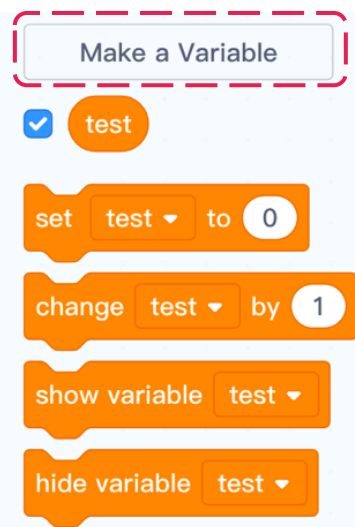 Make a Variable
test
set test to 0
change test by 1
show variable test
hide variable test